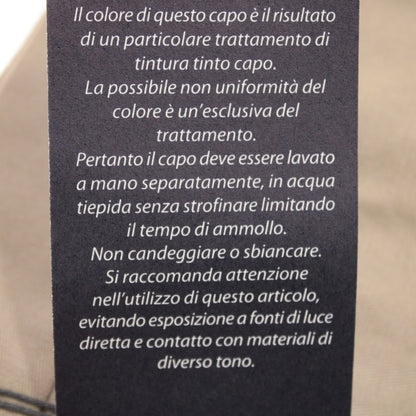 Il colore di questo capo è il risultato
di un particolare trattamento di
tintura tinto capo.
La possibile non uniformità del
colore è un'esclusiva del
trattamento.
Pertanto il capo deve essere lavato
a mano separatamente, in acqua
tiepida senza strofinare limitando
il tempo di ammollo.
Non candeggiare o sbiancare.
Si raccomanda attenzione
nell'utilizzo di questo articolo,
evitando esposizione a fonti di luce
diretta e contatto con materiali di
diverso tono.